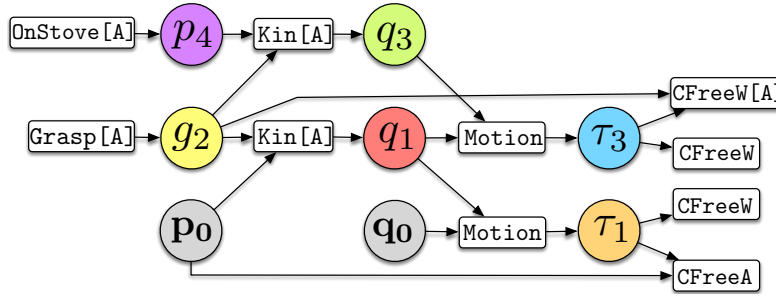 OnStove[A] p₄ Kin[A] q₃
CFreeW[A]
Grasp[A] g₂ Kin[A] q₁ Motion τ₃
CFreeW
CFreeW
p₀ q₀ Motion τ₁
CFreeA